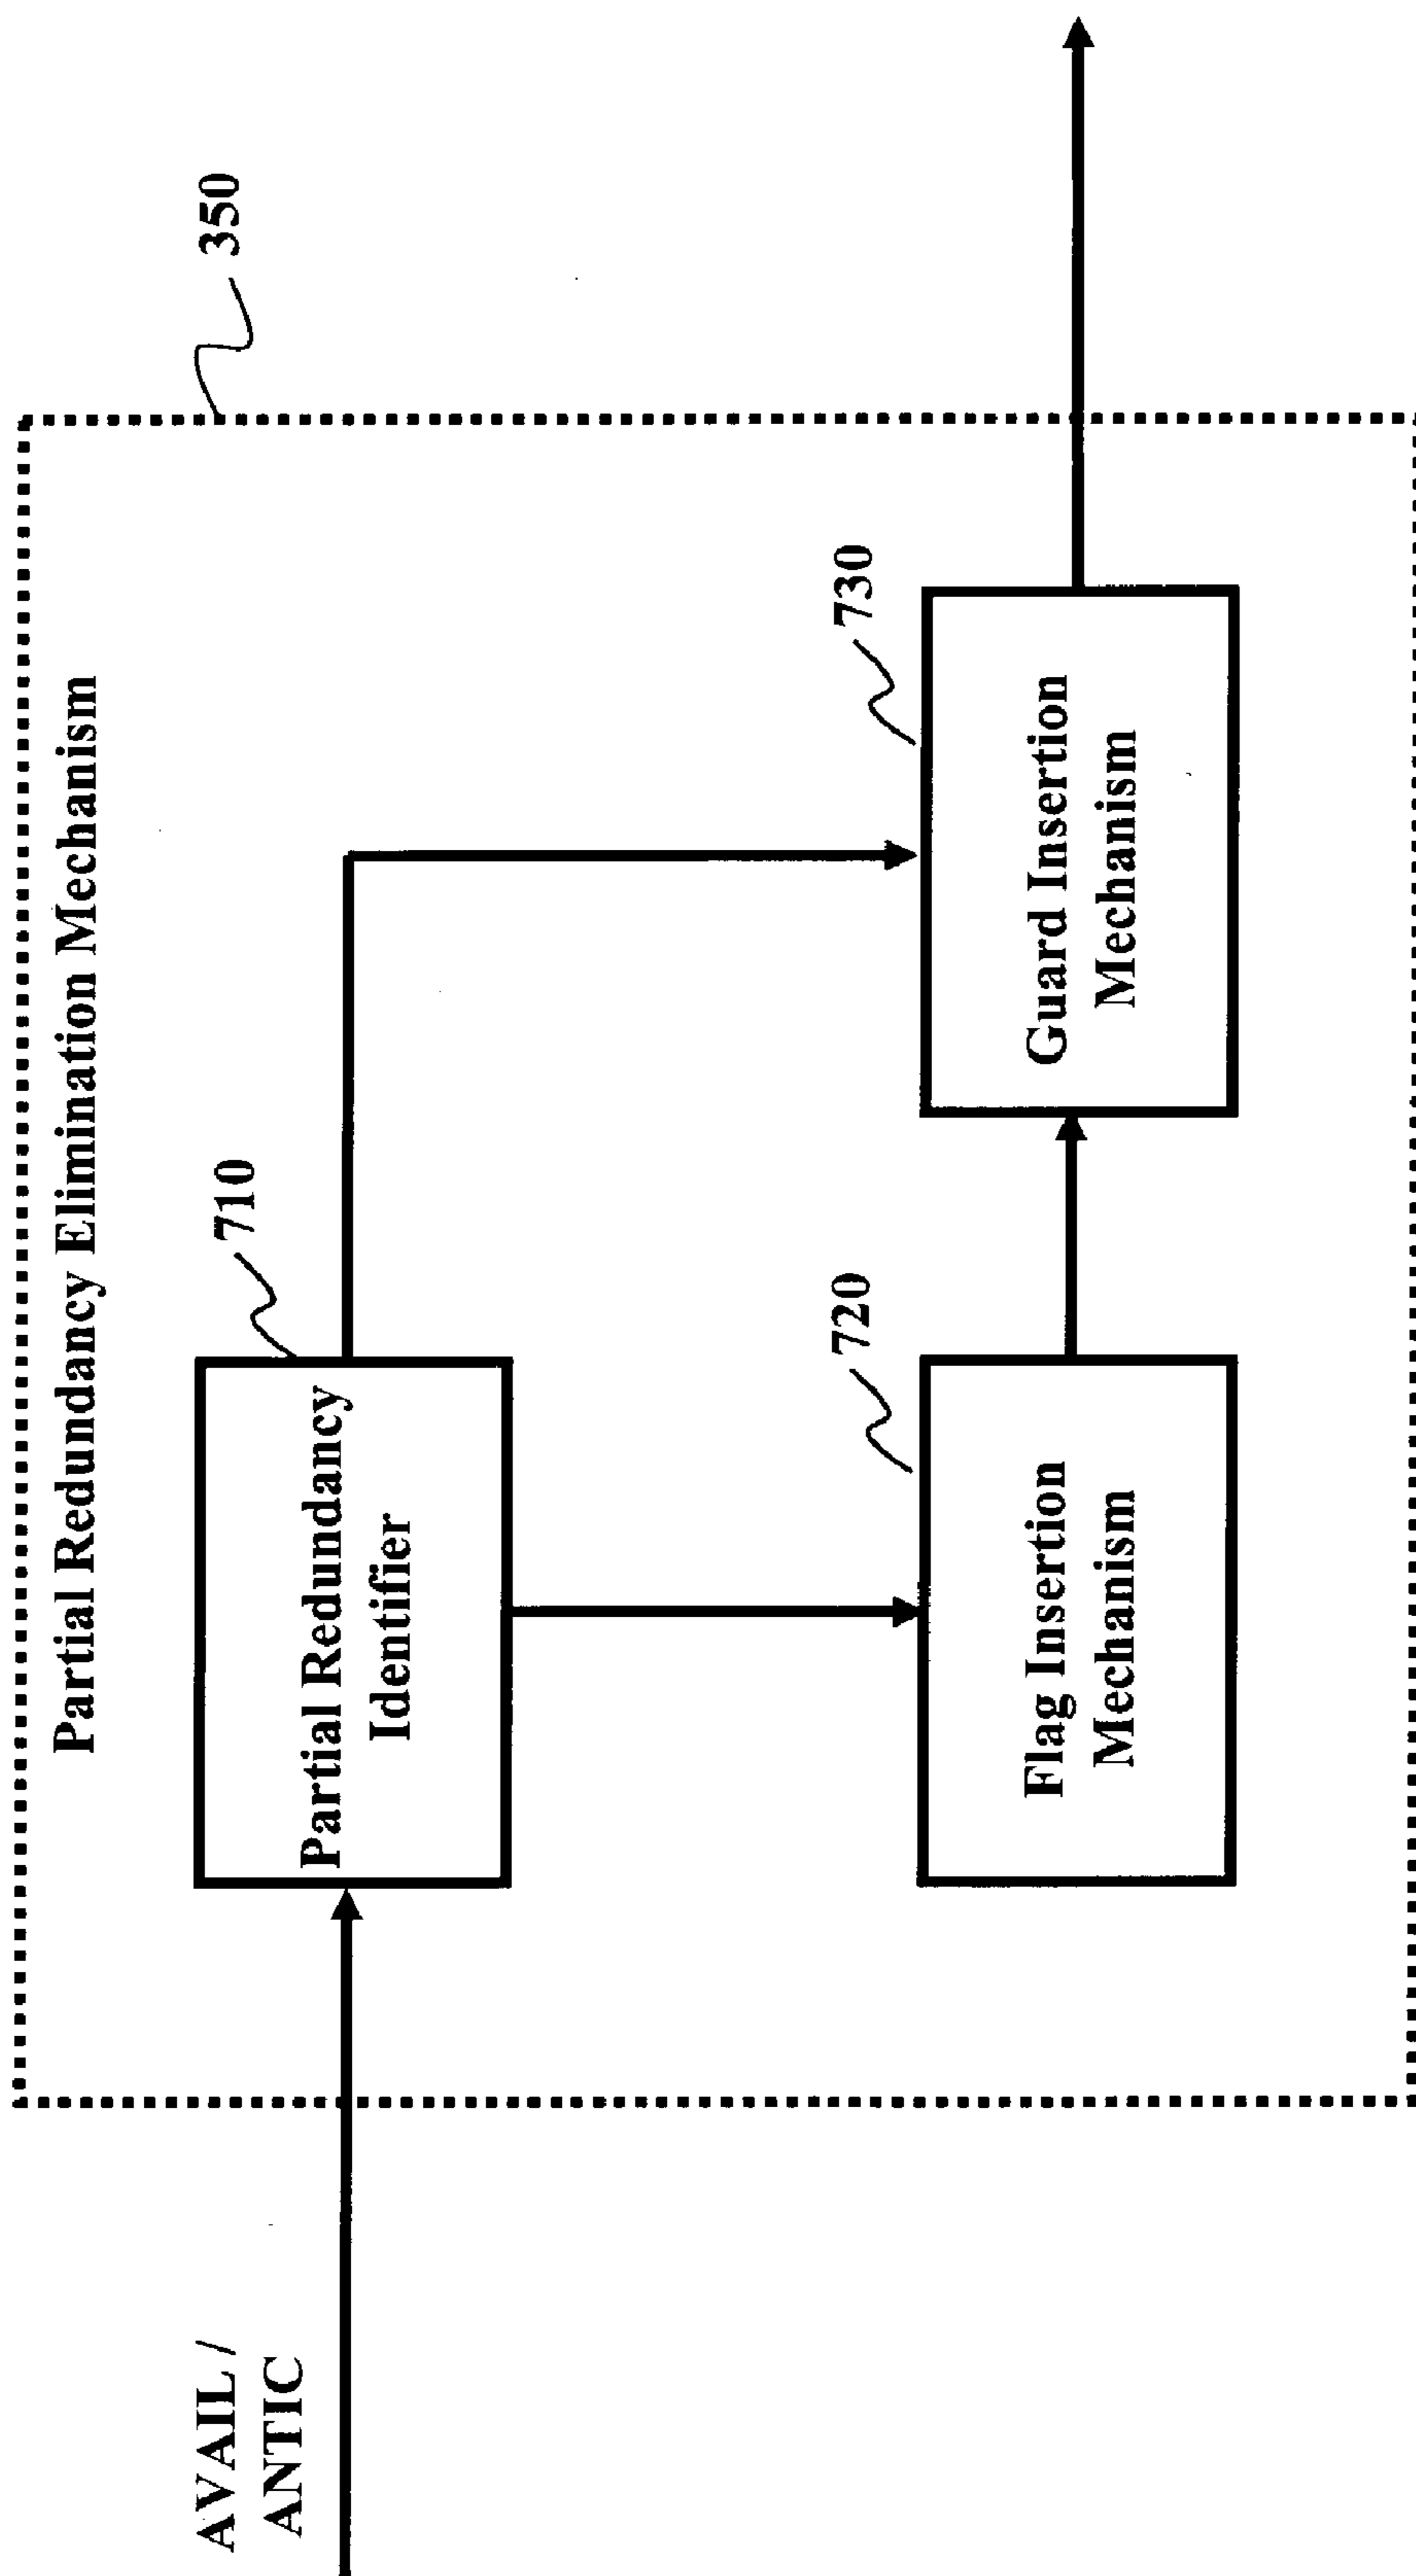 Partial Redundancy Elimination Mechanism
350
AVAIL /
ANTIC
710
Partial Redundancy
Identifier
720
Flag Insertion
Mechanism
730
Guard Insertion
Mechanism